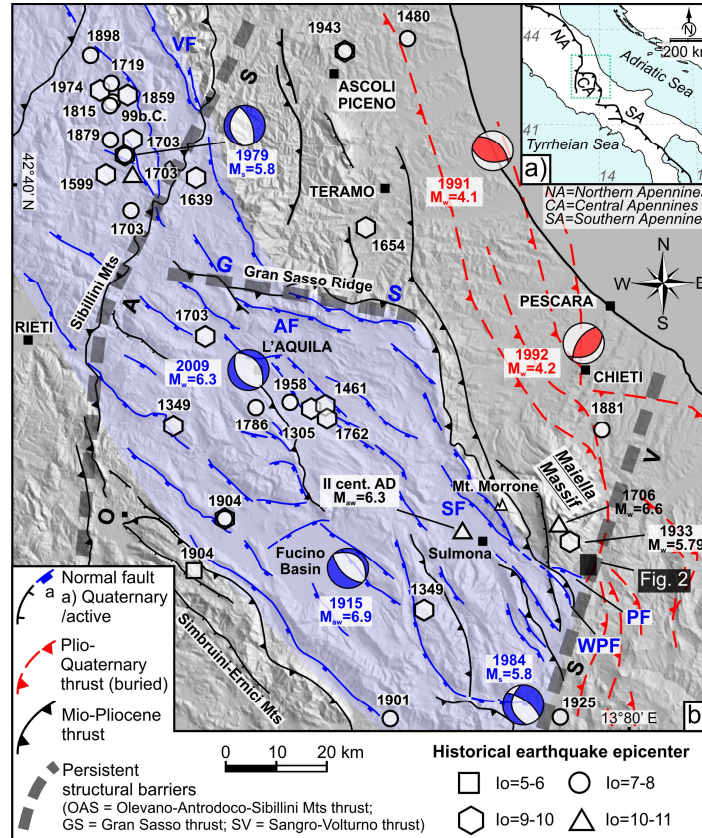 1898
1719
1974
1859
1815
99b.C.
1879
1703
1703
1599
1639
1703
VF
S
1979
Ms=5.8
1943
1480
ASCOLI
PICENO
TERAMO
1654
1991
Mw=4.1
44
NA
CA
SA
Adriatic Sea
Tyrrheian Sea
41
14
N
200 km
a)
NA=Northern Apennines
CA=Central Apennines
SA=Southern Apennine
N
W
E
S
42°40'N
Sibillini Mts
A
G
Gran Sasso Ridge
S
RIETI
1703
AF
L'AQUILA
2009
Mw=6.3
1958
1461
1349
1786
1305
1762
PESCARA
1992
Mw=4.2
CHIETI
1881
V
II cent. AD
Maw=6.3
Mt. Morrone
Maiella
Massif
1706
Mw=6.6
1933
Mw=5.79
SF
Sulmona
1904
O
1904
Fucino
Basin
1915
Maw=6.9
1349
Fig. 2
PF
WPF
S
1984
Ms=5.8
Simbruini-Ernici Mts
1901
1925
13°80' E
b)
a
Normal fault
a) Quaternary
/active
Plio-
Quaternary
thrust (buried)
Mio-Pliocene
thrust
Persistent
structural barriers
(OAS = Olevano-Antrodoco-Sibillini Mts thrust;
GS = Gran Sasso thrust; SV = Sangro-Volturno thrust)
0 10 20 km
Historical earthquake epicenter
Io=5-6
Io=7-8
Io=9-10
Io=10-11